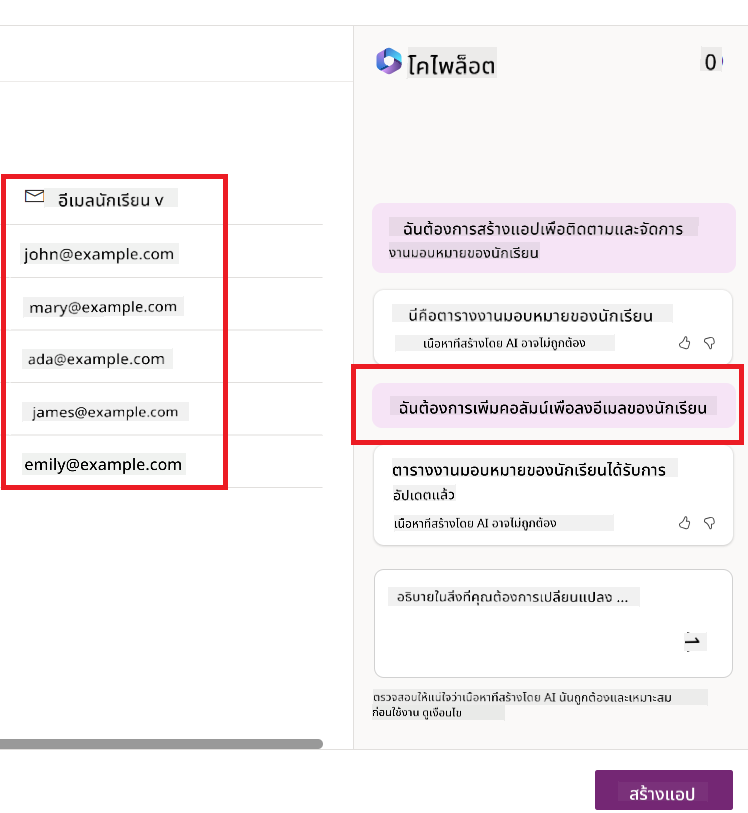 โคไพล็อต
0
อีเมลนักเรียน v
john@example.com
mary@example.com
ada@example.com
james@example.com
emily@example.com
ฉันต้องการสร้างแอปเพื่อติดตามและจัดการ
งานมอบหมายของนักเรียน
นี่คือตารางงานมอบหมายของนักเรียน
เนื้อหาที่สร้างโดย AI อาจไม่ถูกต้อง
ฉันต้องการเพิ่มคอลัมน์เพื่อลงอีเมลของนักเรียน
ตารางงานมอบหมายของนักเรียนได้รับการ
อัปเดตแล้ว
เนื้อหาที่สร้างโดย AI อาจไม่ถูกต้อง
อธิบายในสิ่งที่คุณต้องการเปลี่ยนแปลง ...
ตรวจสอบให้แน่ใจว่าเนื้อหาที่สร้างโดย AI นั้นถูกต้องและเหมาะสม
ก่อนใช้งาน ดูเงื่อนไข
สร้างแอป